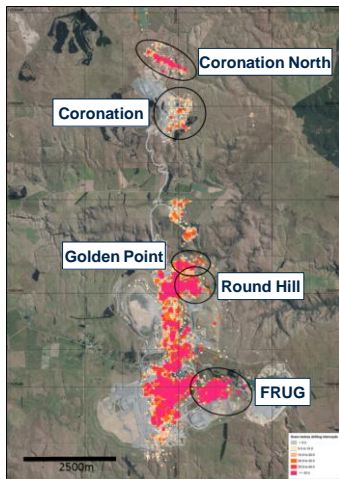 Coronation North
Coronation
Golden Point
Round Hill
FRUG
2500m